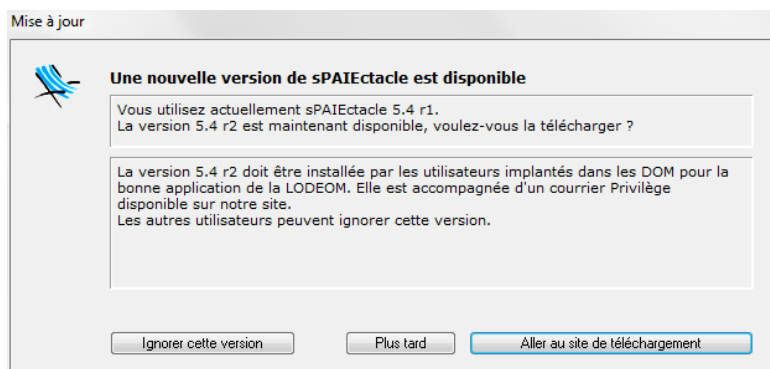 Mise à jour
Une nouvelle version de sPAIEctacle est disponible
Vous utilisez actuellement sPAIEctacle 5.4 r1.
La version 5.4 r2 est maintenant disponible, voulez-vous la télécharger ?
La version 5.4 r2 doit être installée par les utilisateurs implantés dans les DOM pour la
bonne application de la LODEOM. Elle est accompagnée d'un courrier Privilège
disponible sur notre site.
Les autres utilisateurs peuvent ignorer cette version.
Ignorer cette version
Plus tard
Aller au site de téléchargement